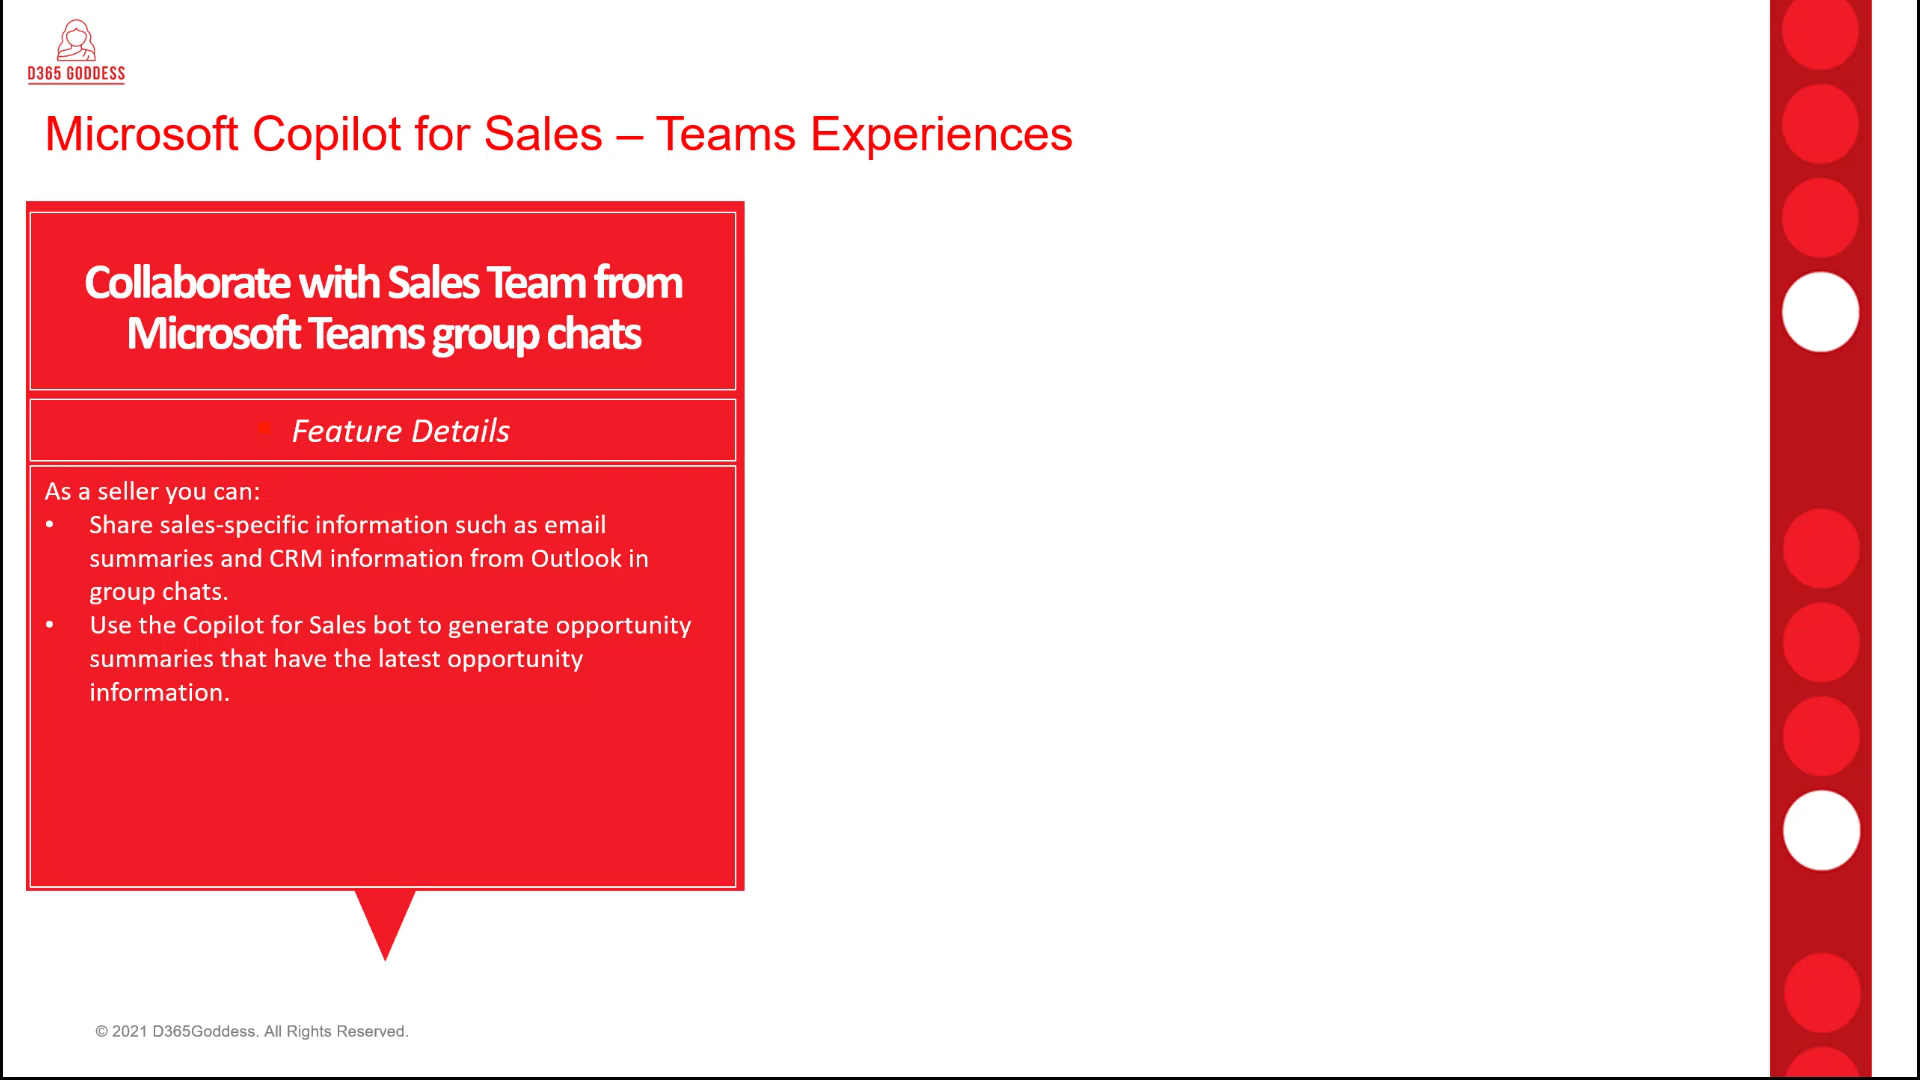 D365 GODDESS
Microsoft Copilot for Sales – Teams Experiences
Collaborate with Sales Team from
Microsoft Teams group chats
Feature Details
As a seller you can:
• Share sales-specific information such as email
summaries and CRM information from Outlook in
group chats.
• Use the Copilot for Sales bot to generate opportunity
summaries that have the latest opportunity
information.
© 2021 D365Goddess. All Rights Reserved.